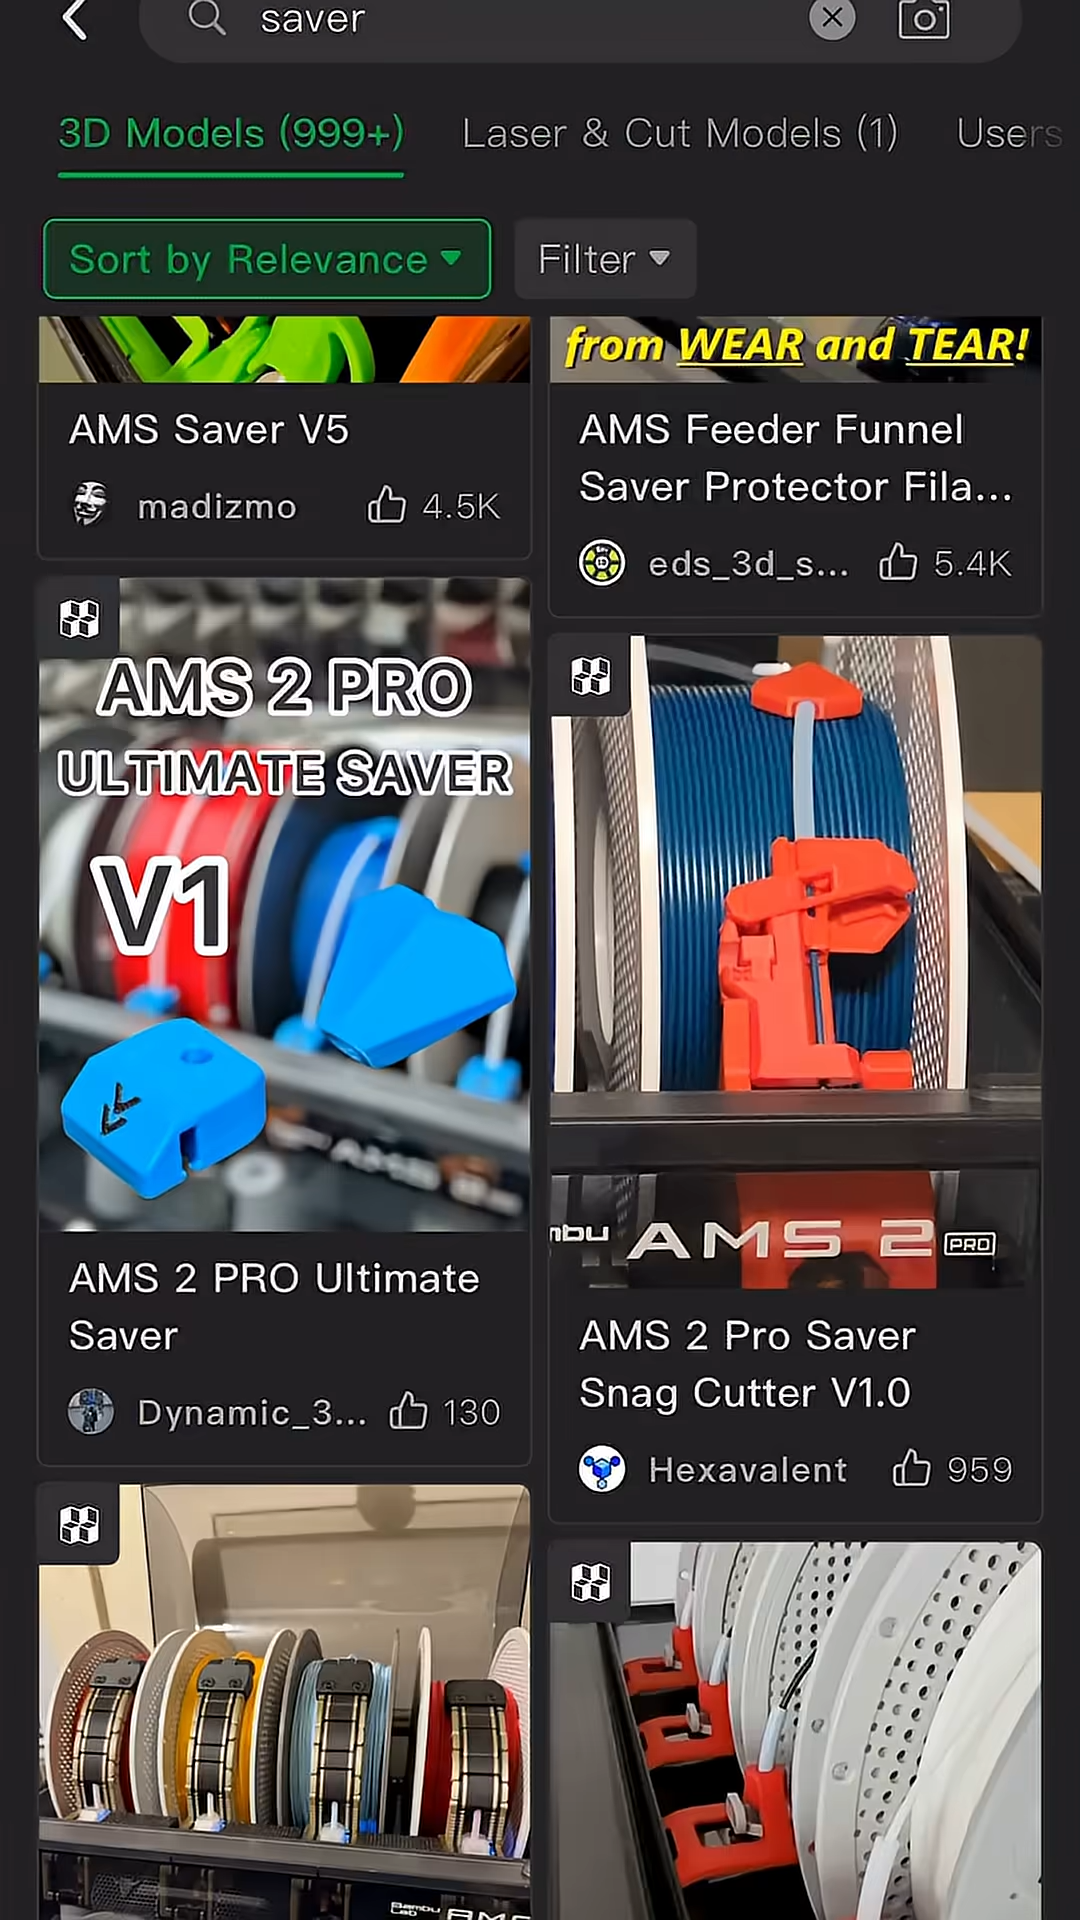 saver
3D Models (999+)
Laser & Cut Models (1)
Users
Sort by Relevance
Filter
AMS Saver V5
madizmo
4.5K
from WEAR and TEAR!
AMS Feeder Funnel
Saver Protector Fila...
eds_3d_s...
5.4K
AMS 2 PRO
ULTIMATE SAVER
V1
AMS 2 PRO Ultimate
Saver
Dynamic_3...
130
AMS 2 PRO
AMS 2 Pro Saver
Snag Cutter V1.0
Hexavalent
959
Bambu
Lab
AMS